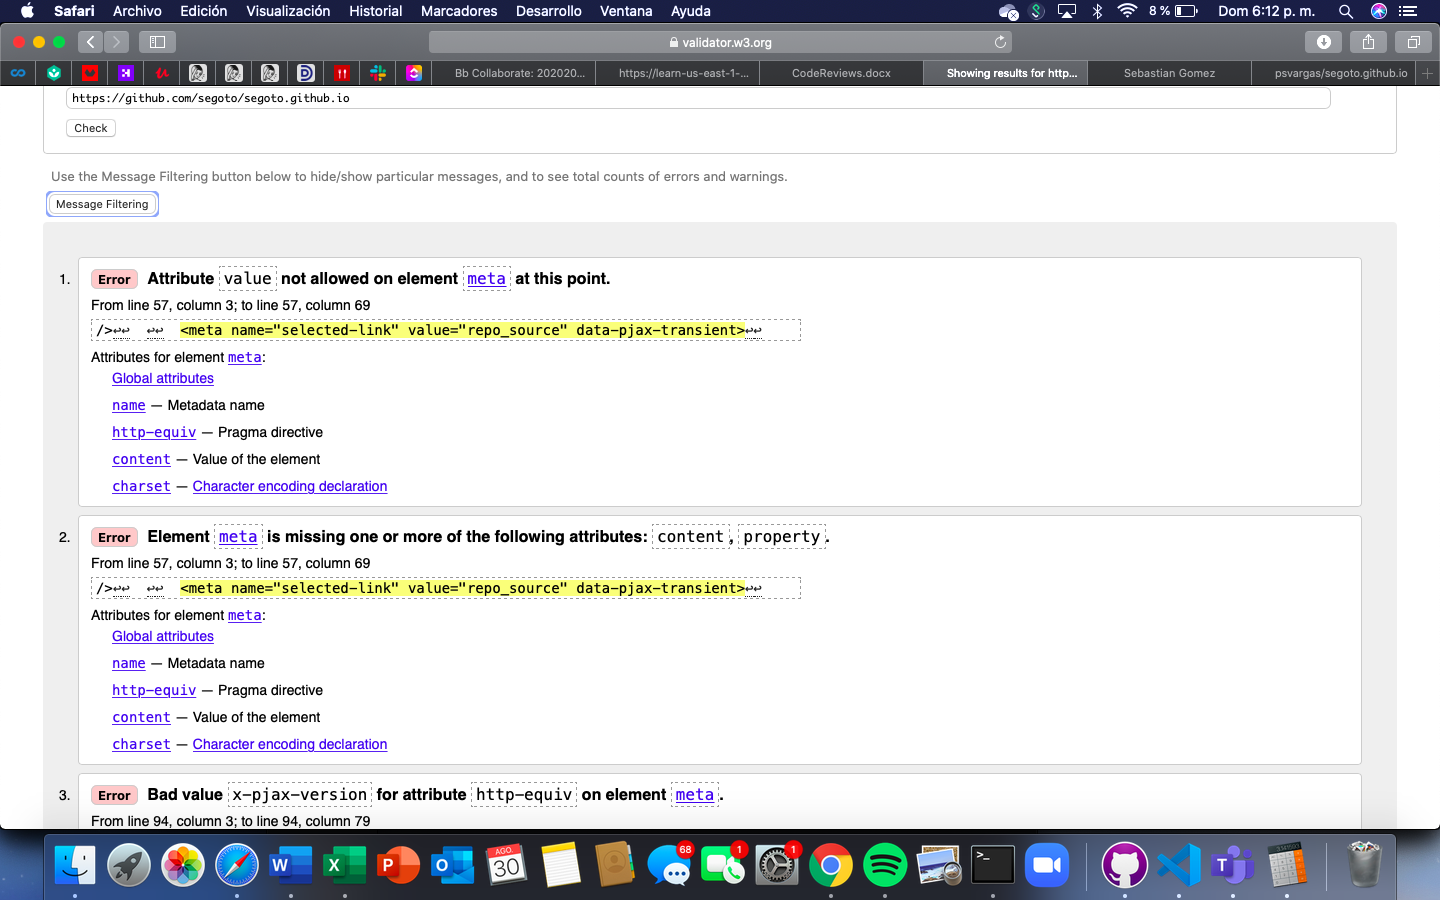 Safari Archivo Edición Visualización Historial Marcadores Desarrollo Ventana Ayuda 8 % Dom 6:12 p. m.
validator.w3.org
Bb Collaborate: 202020... https://learn-us-east-1-... CodeReviews.docx Showing results for http... Sebastian Gomez psvargas/segoto.github.io
https://github.com/segoto/segoto.github.io
Check
Use the Message Filtering button below to hide/show particular messages, and to see total counts of errors and warnings.
Message Filtering
1. Error Attribute value not allowed on element meta at this point.
From line 57, column 3; to line 57, column 69
/>↩↩ ↩↩ <meta name="selected-link" value="repo_source" data-pjax-transient>↩↩
Attributes for element meta:
Global attributes
name — Metadata name
http-equiv — Pragma directive
content — Value of the element
charset — Character encoding declaration
2. Error Element meta is missing one or more of the following attributes: content, property.
From line 57, column 3; to line 57, column 69
/>↩↩ ↩↩ <meta name="selected-link" value="repo_source" data-pjax-transient>↩↩
Attributes for element meta:
Global attributes
name — Metadata name
http-equiv — Pragma directive
content — Value of the element
charset — Character encoding declaration
3. Error Bad value x-pjax-version for attribute http-equiv on element meta.
From line 94, column 3; to line 94, column 79
AGO.
30
68
1
1